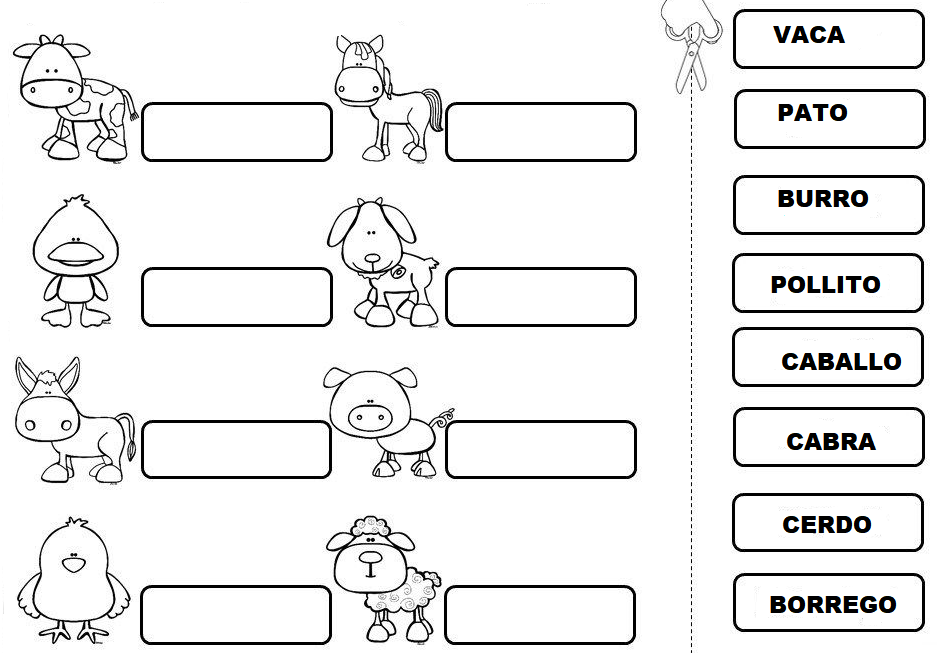 VACA
PATO
BURRO
POLLITO
CABALLO
CABRA
CERDO
BORREGO